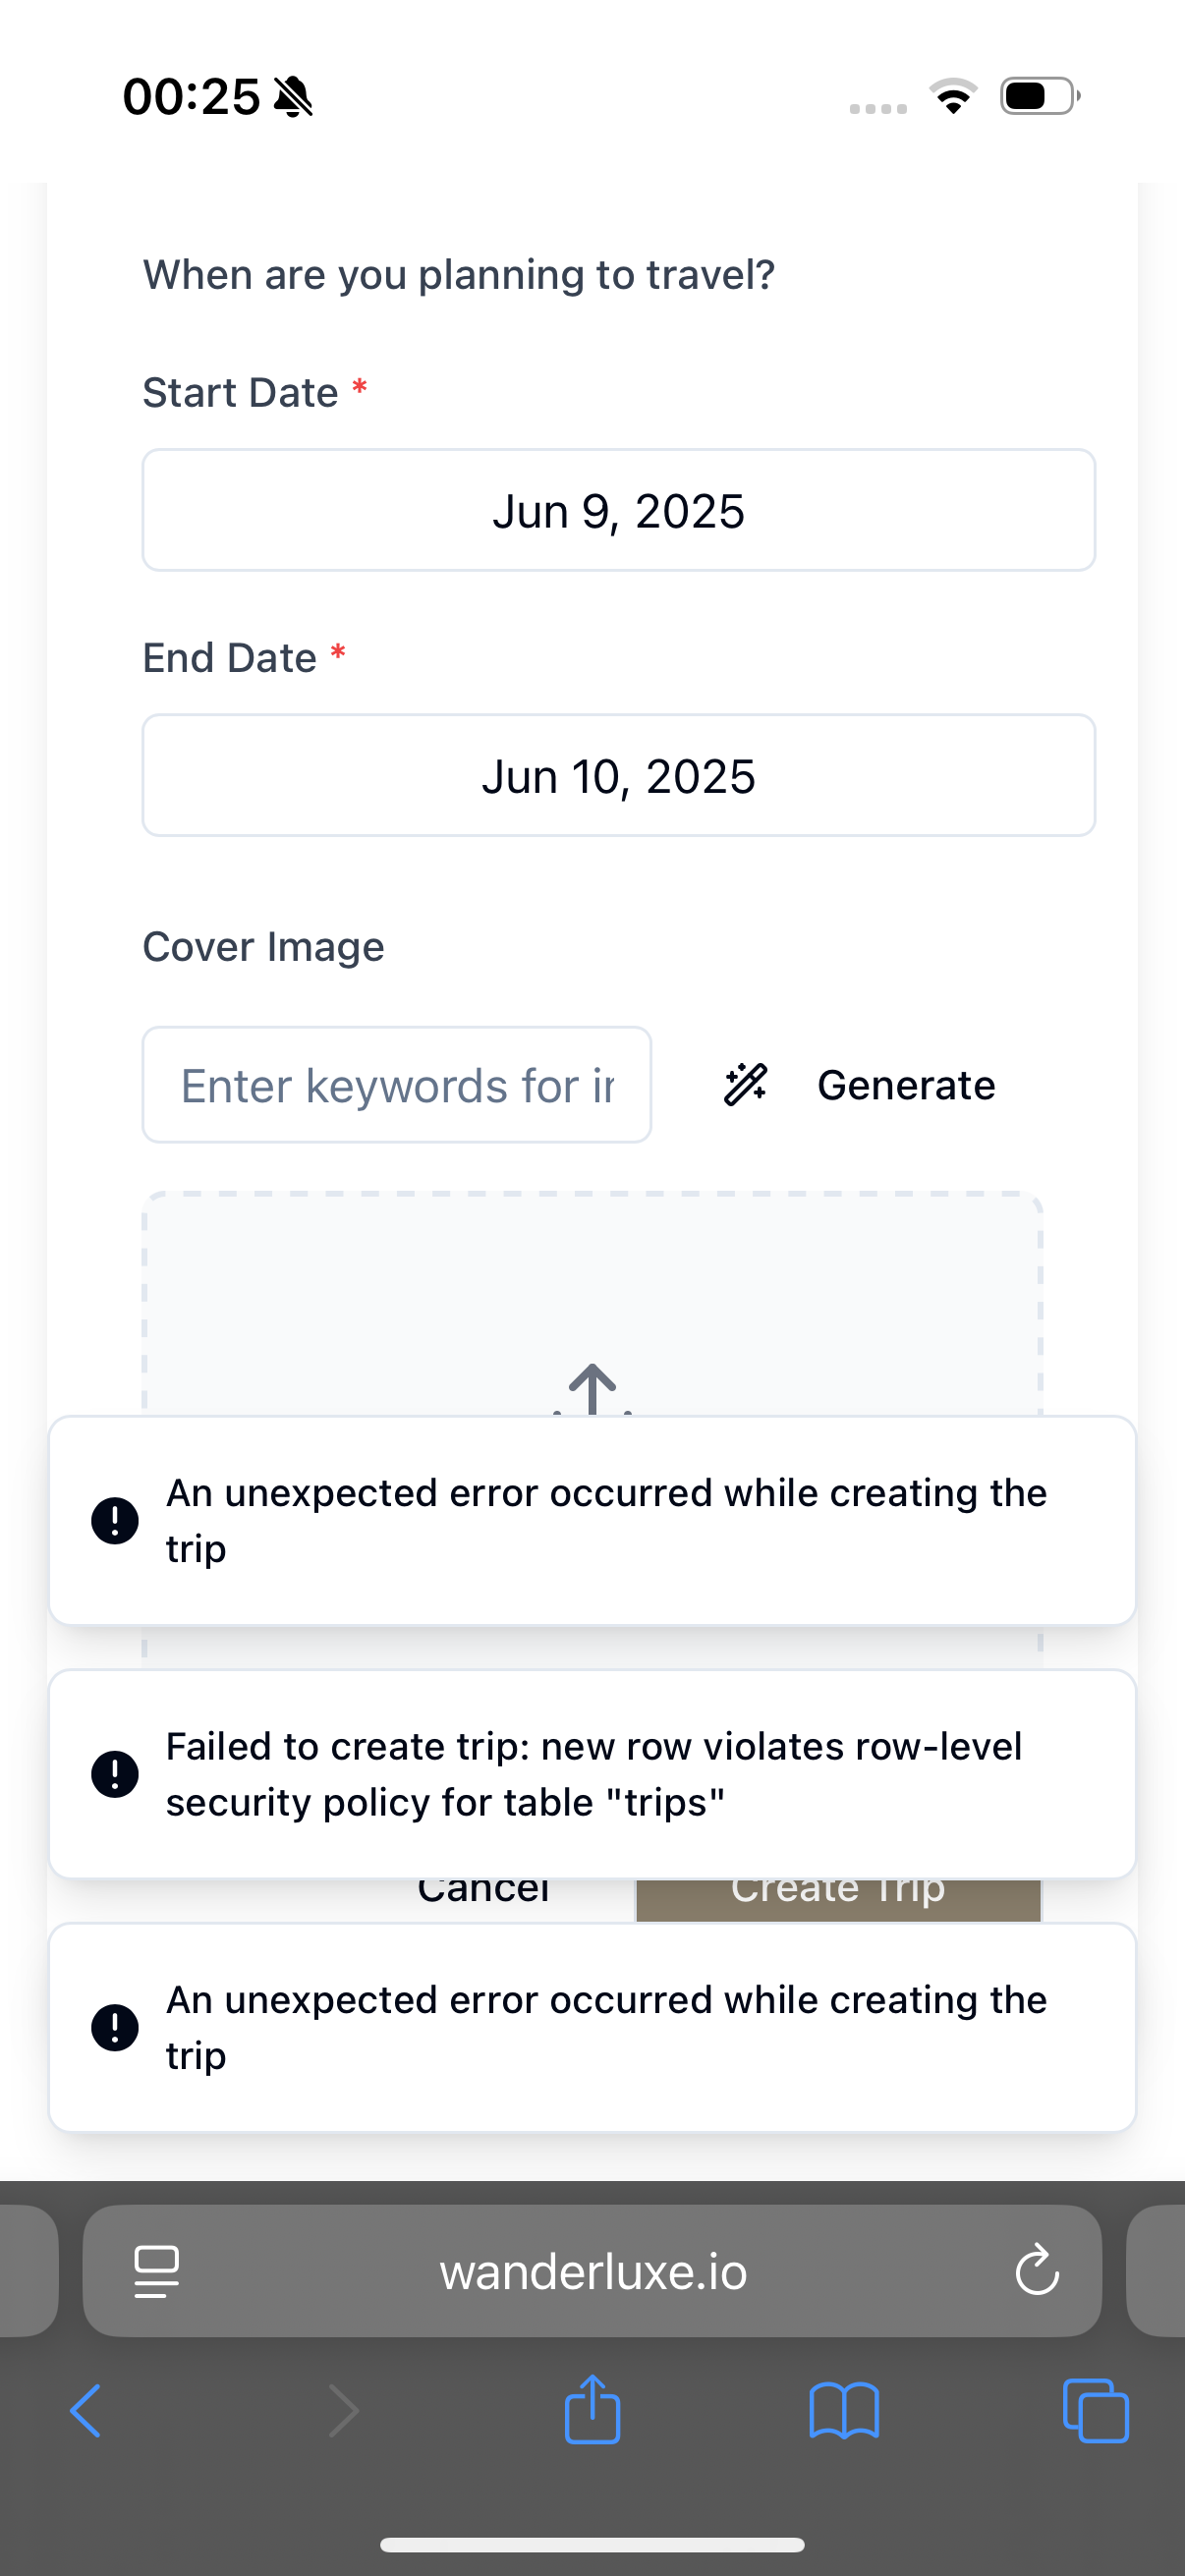 00:25
When are you planning to travel?
Start Date *
Jun 9, 2025
End Date *
Jun 10, 2025
Cover Image
Enter keywords for ir
Generate
An unexpected error occurred while creating the
trip
Failed to create trip: new row violates row-level
security policy for table "trips"
Cancel
Create Trip
An unexpected error occurred while creating the
trip
wanderluxe.io